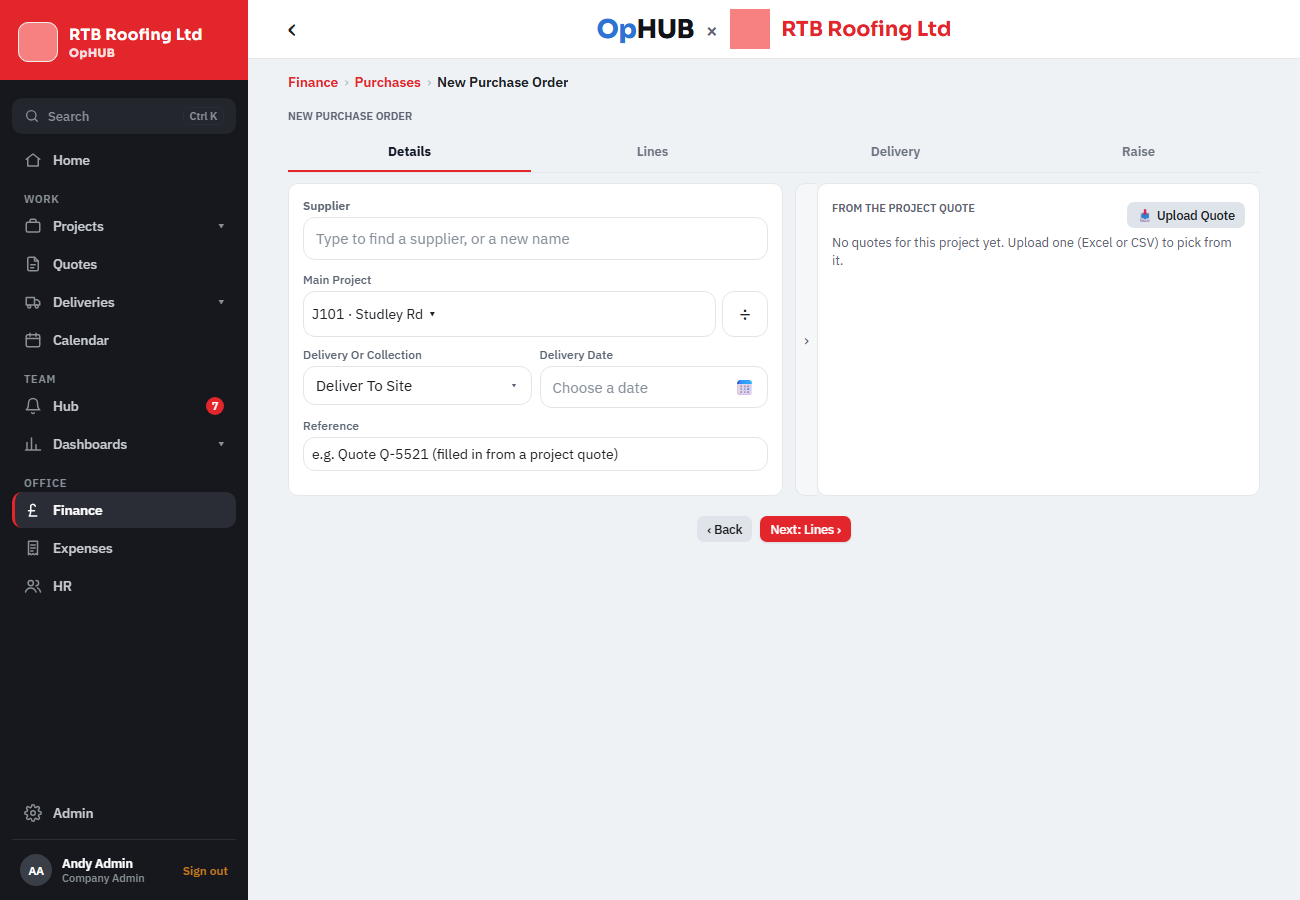 RTB Roofing Ltd
OpHUB
Search Ctrl K
Home
WORK
Projects
Quotes
Deliveries
Calendar
TEAM
Hub 7
Dashboards
OFFICE
£ Finance
Expenses
HR
Admin
AA Andy Admin
Company Admin
Sign out
OpHUB × RTB Roofing Ltd
Finance › Purchases › New Purchase Order
NEW PURCHASE ORDER
Details Lines Delivery Raise
Supplier
Type to find a supplier, or a new name
Main Project
J101 · Studley Rd ▾
÷
Delivery Or Collection Delivery Date
Deliver To Site Choose a date
Reference
e.g. Quote Q-5521 (filled in from a project quote)
›
FROM THE PROJECT QUOTE
Upload Quote
No quotes for this project yet. Upload one (Excel or CSV) to pick from
it.
‹ Back Next: Lines ›